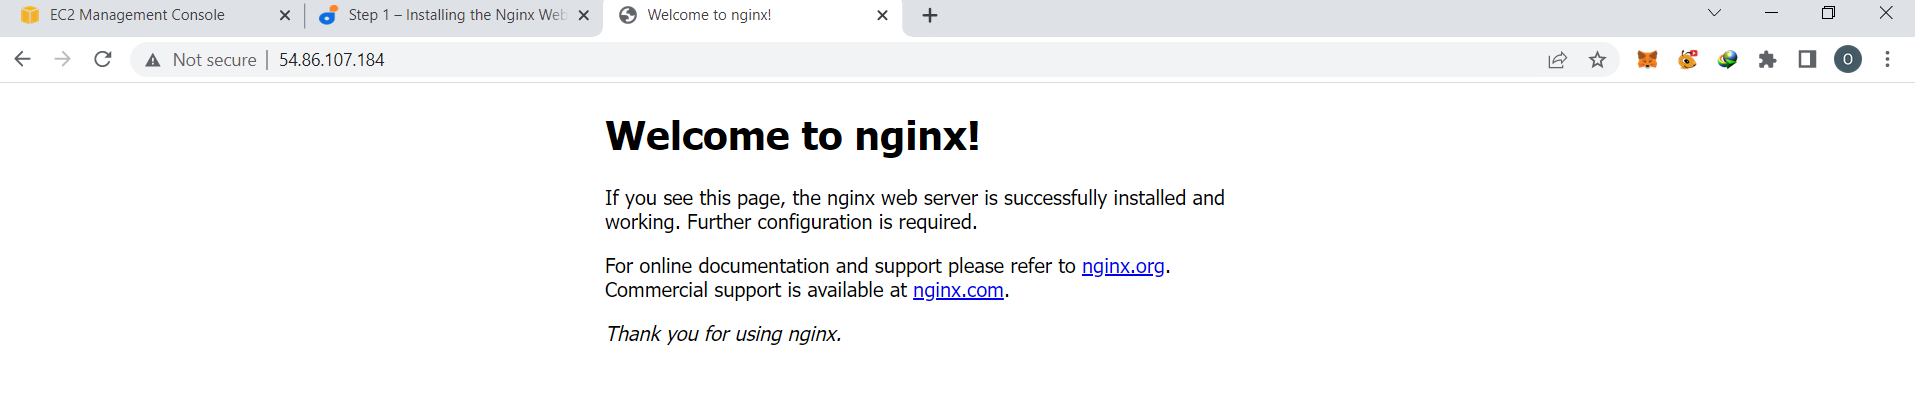 EC2 Management Console
Step 1 – Installing the Nginx Web
Welcome to nginx!
Not secure
54.86.107.184
O
Welcome to nginx!
If you see this page, the nginx web server is successfully installed and
working. Further configuration is required.
For online documentation and support please refer to nginx.org.
Commercial support is available at nginx.com.
Thank you for using nginx.